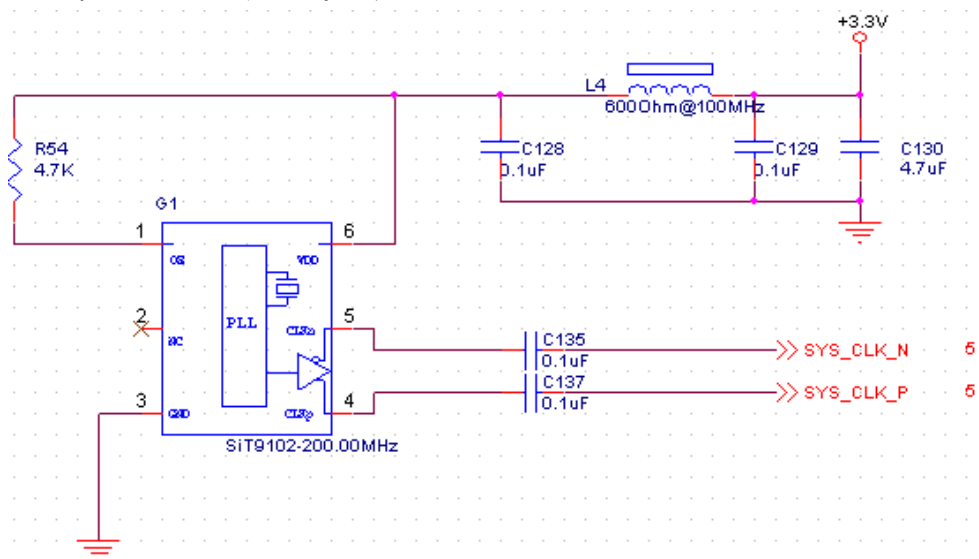 +3.3V
L4
600Ohm@100MHz
R54
4.7K
C128
0.1uF
C129
0.1uF
C130
4.7uF
G1
1
6
OE
VDD
2
5
NC
PLL
CLKn
3
4
GND
CLKp
SiT9102-200.00MHz
C135
0.1uF
SYS_CLK_N
5
C137
0.1uF
SYS_CLK_P
5